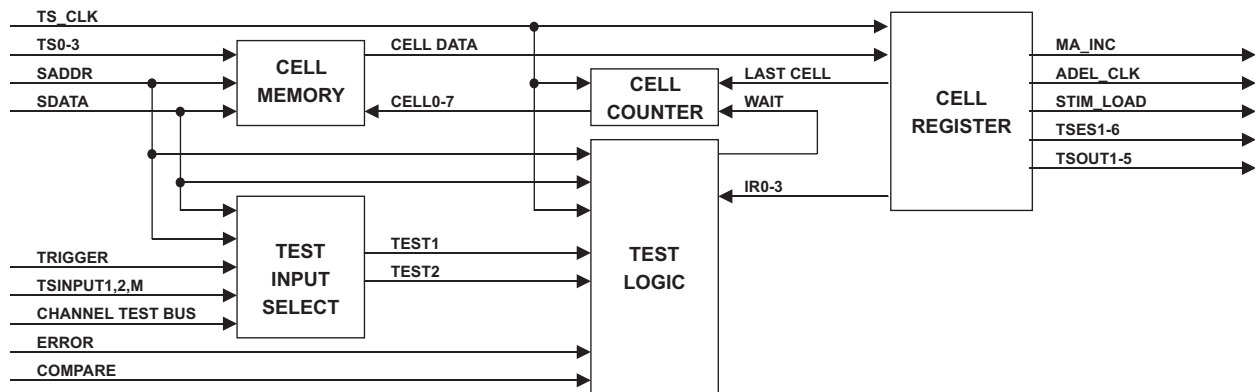 TS_CLK
TS0-3
SADDR
SDATA
CELL
MEMORY
CELL DATA
CELL0-7
CELL
COUNTER
LAST CELL
WAIT
CELL
REGISTER
MA_INC
ADEL_CLK
STIM_LOAD
TSES1-6
TSOUT1-5
IR0-3
TRIGGER
TSINPUT1,2,M
CHANNEL TEST BUS
ERROR
COMPARE
TEST
INPUT
SELECT
TEST1
TEST2
TEST
LOGIC